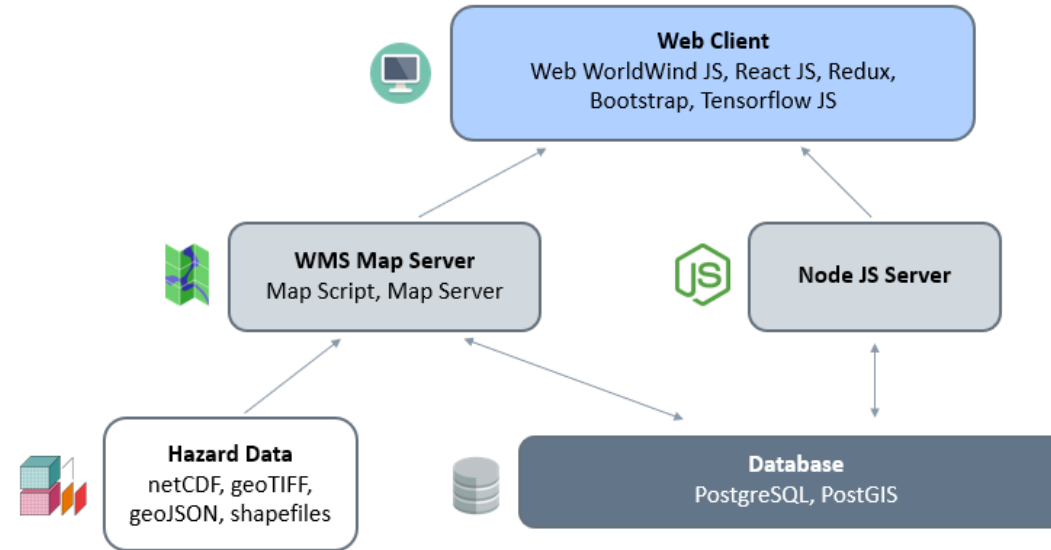 Web Client
Web WorldWind JS, React JS, Redux,
Bootstrap, Tensorflow JS
WMS Map Server
Map Script, Map Server
JS
Node JS Server
Hazard Data
netCDF, geoTIFF,
geoJSON, shapefiles
Database
PostgreSQL, PostGIS